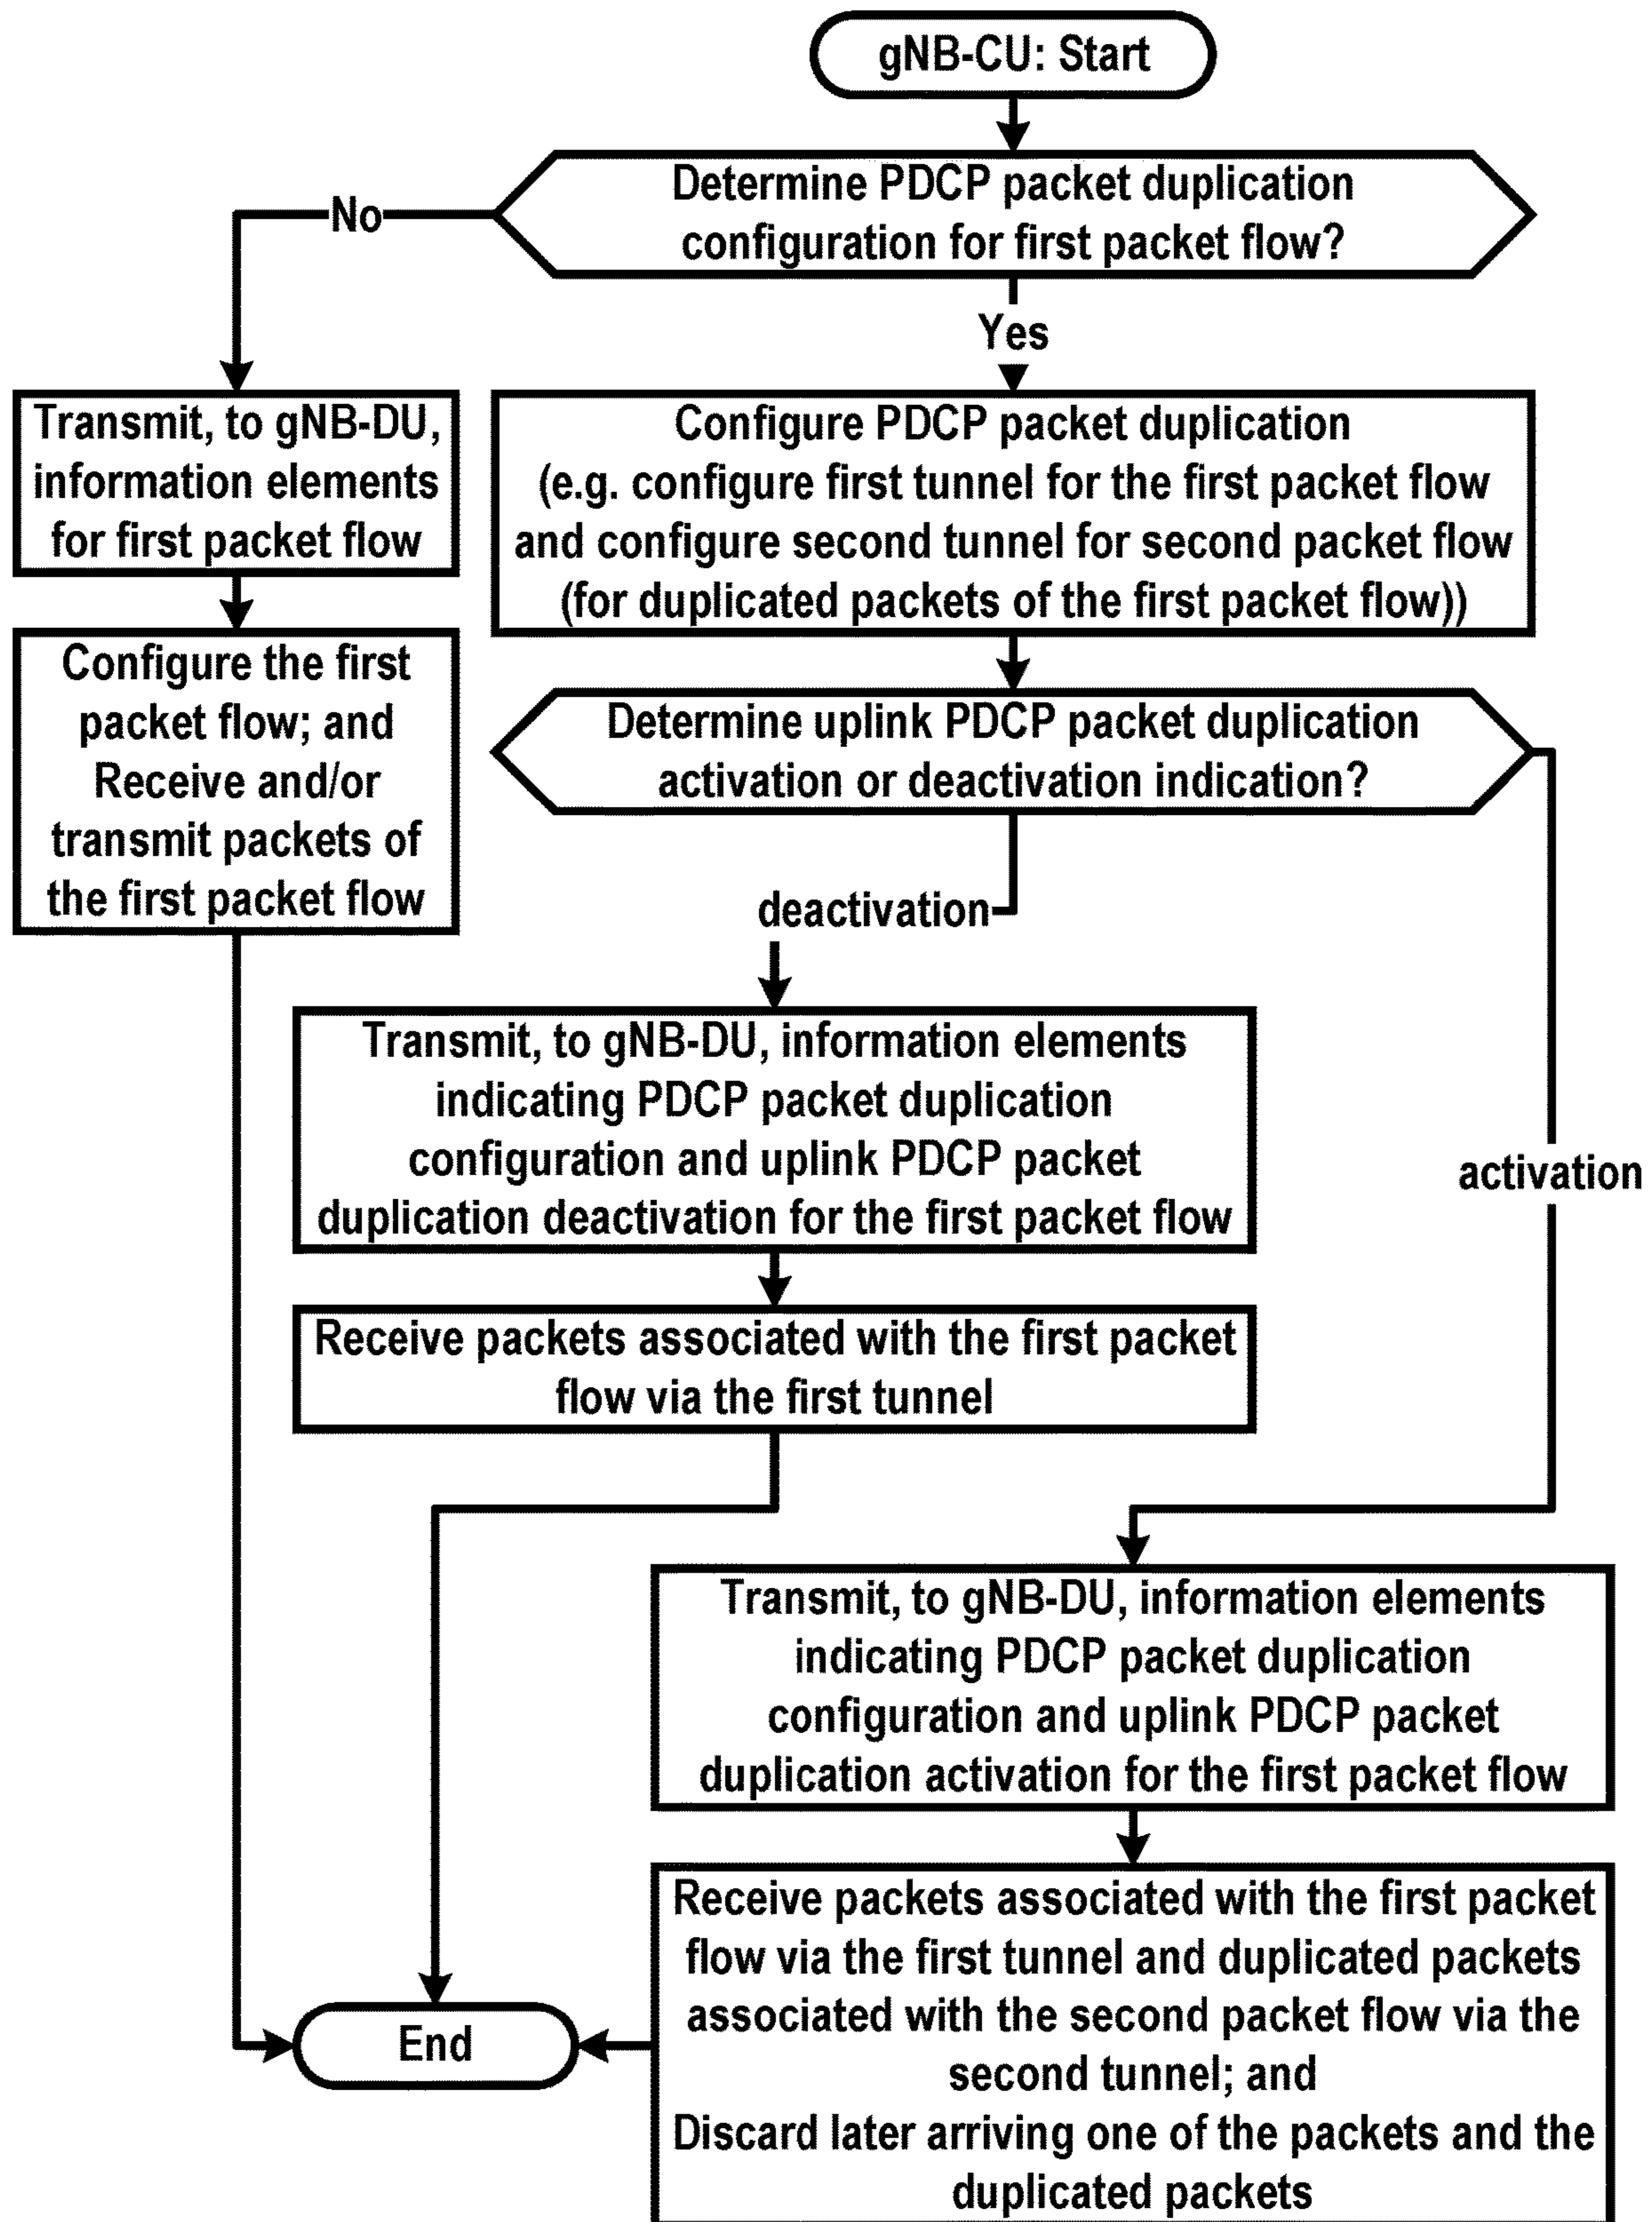 gNB-CU: Start
Determine PDCP packet duplication
configuration for first packet flow?
No
Yes
Transmit, to gNB-DU,
information elements
for first packet flow
Configure PDCP packet duplication
(e.g. configure first tunnel for the first packet flow
and configure second tunnel for second packet flow
(for duplicated packets of the first packet flow))
Configure the first
packet flow; and
Receive and/or
transmit packets of
the first packet flow
Determine uplink PDCP packet duplication
activation or deactivation indication?
deactivation
activation
Transmit, to gNB-DU, information elements
indicating PDCP packet duplication
configuration and uplink PDCP packet
duplication deactivation for the first packet flow
Receive packets associated with the first packet
flow via the first tunnel
Transmit, to gNB-DU, information elements
indicating PDCP packet duplication
configuration and uplink PDCP packet
duplication activation for the first packet flow
Receive packets associated with the first packet
flow via the first tunnel and duplicated packets
associated with the second packet flow via the
second tunnel; and
Discard later arriving one of the packets and the
duplicated packets
End